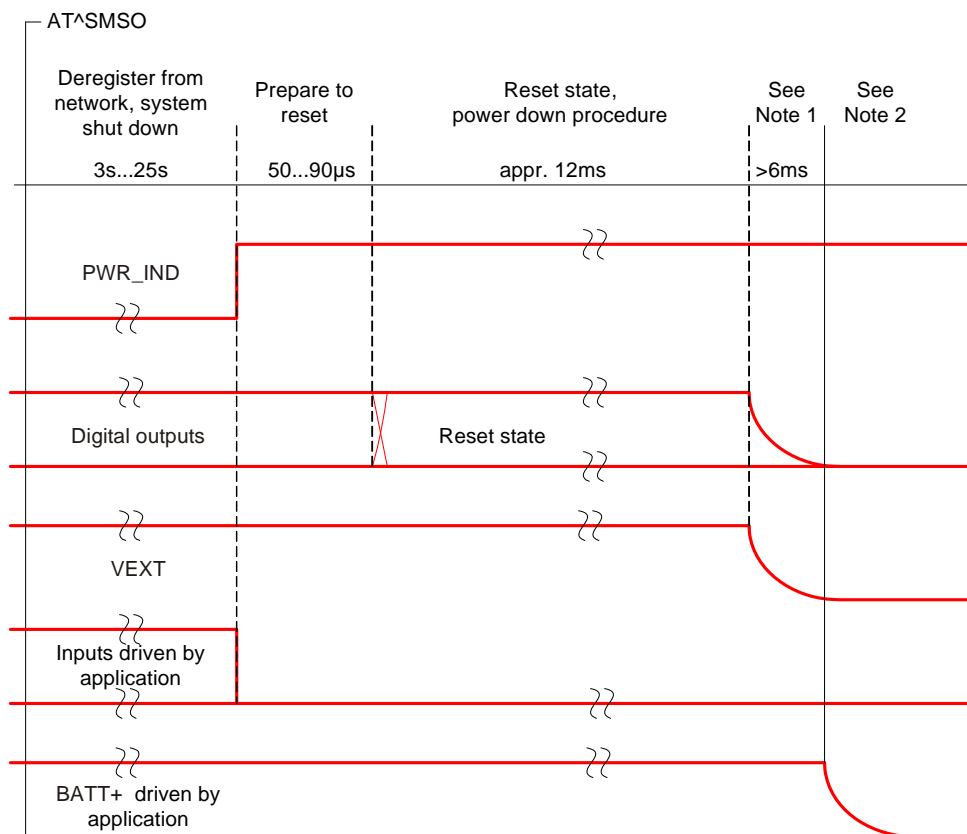 AT^SMSO
Deregister from
network, system
shut down
Prepare to
reset
Reset state,
power down procedure
See
Note 1
See
Note 2
3s...25s
50...90µs
appr. 12ms
>6ms
PWR_IND
Digital outputs
Reset state
VEXT
Inputs driven by
application
BATT+ driven by
application